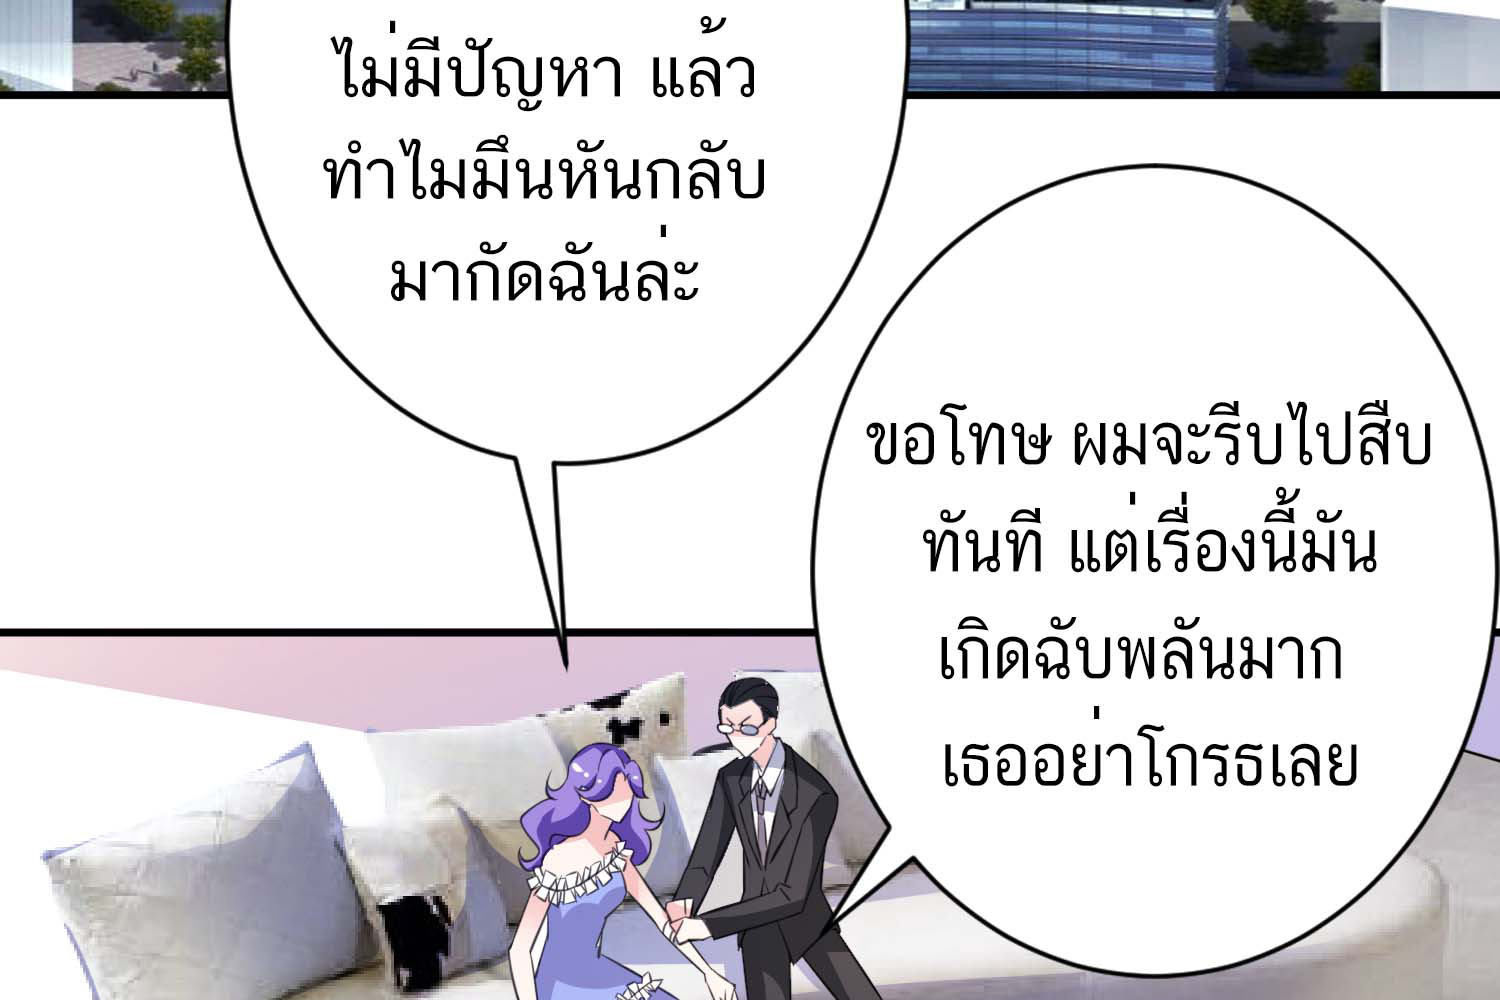 ไม่มีปัญหา แล้ว
ทำไมมึนหันกลับ
มากัดฉันล่ะ
ขอโทษ ผมจะรีบไปสืบ
ทันที แต่เรื่องนี้มัน
เกิดฉับพลันมาก
เธออย่าโกรธเลย